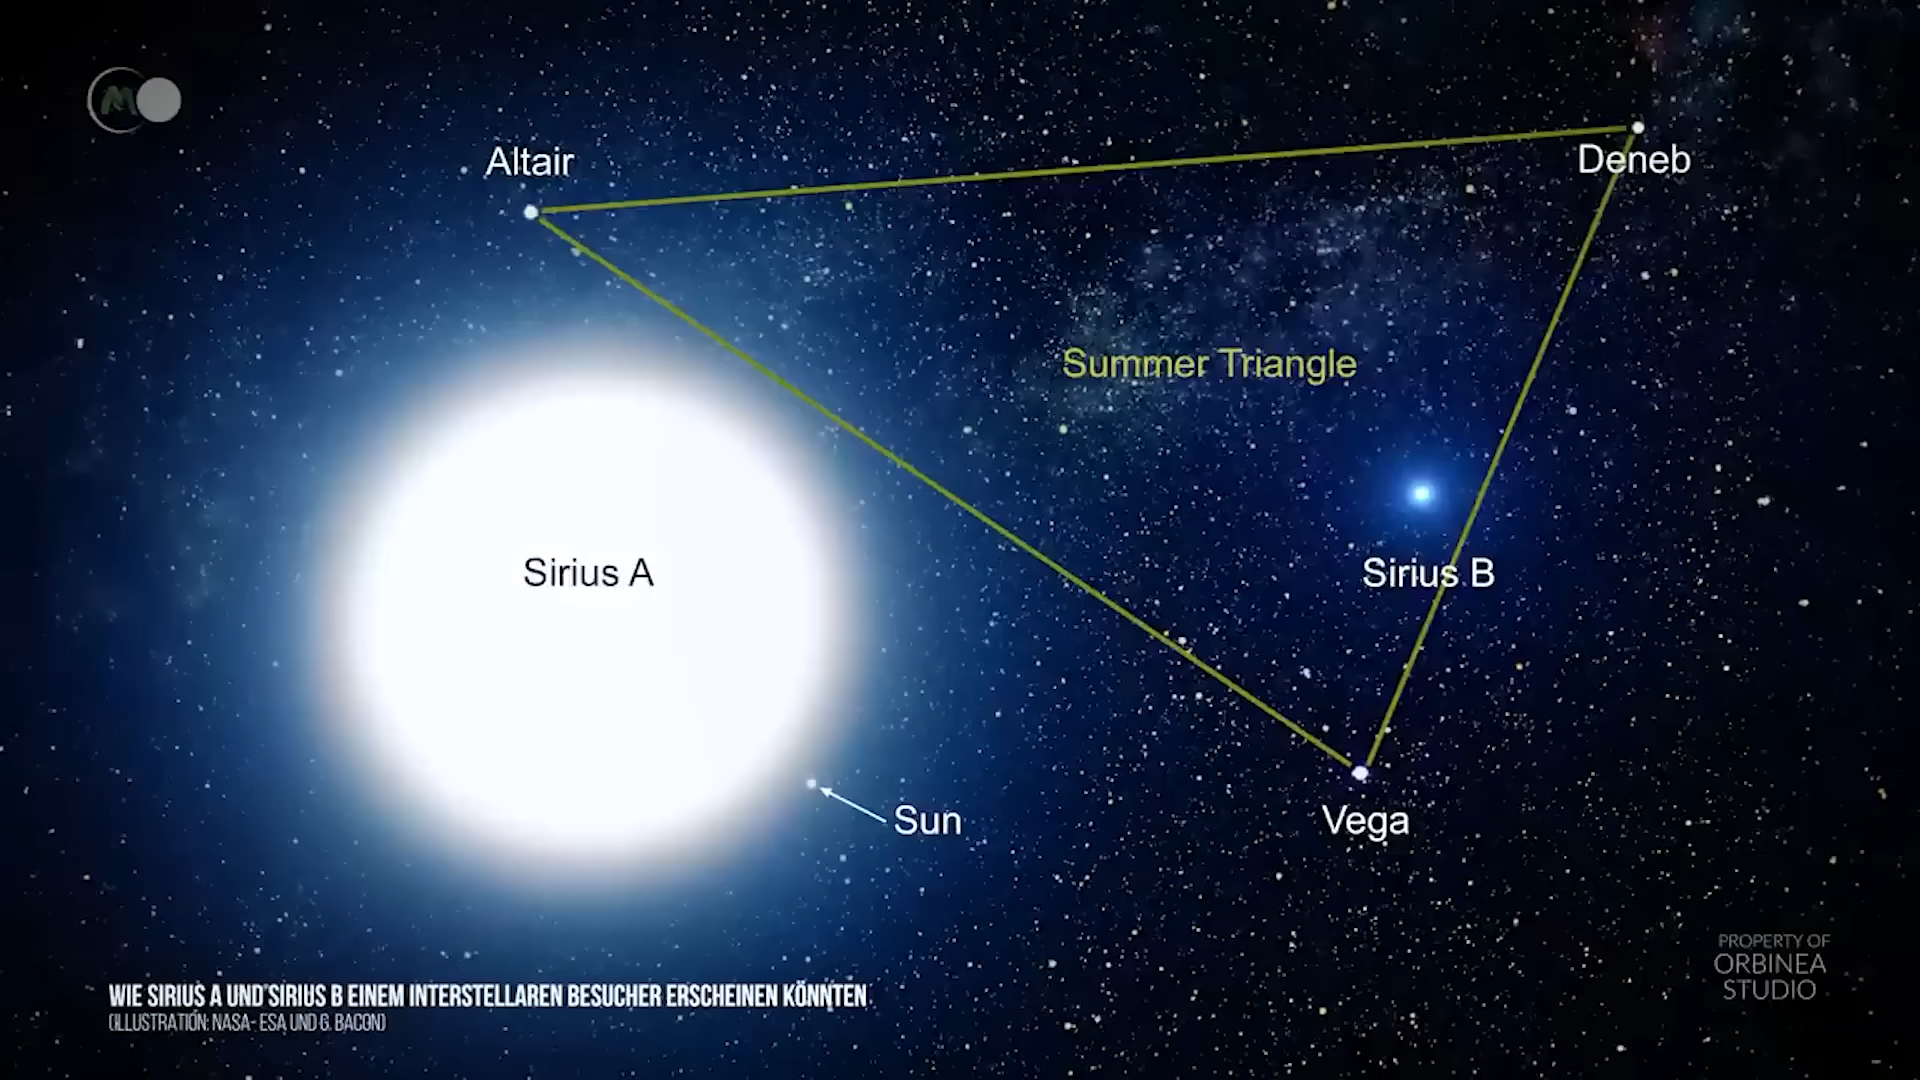 Altair
Deneb
Summer Triangle
Sirius A
Sirius B
Sun
Vega
PROPERTY OF
ORBINEA
STUDIO
WIE SIRIUS A UND SIRIUS B EINEM INTERSTELLAREN BESUCHER ERSCHEINEN KÖNNTEN
(ILLUSTRATION: NASA- ESA UND G. BACON)